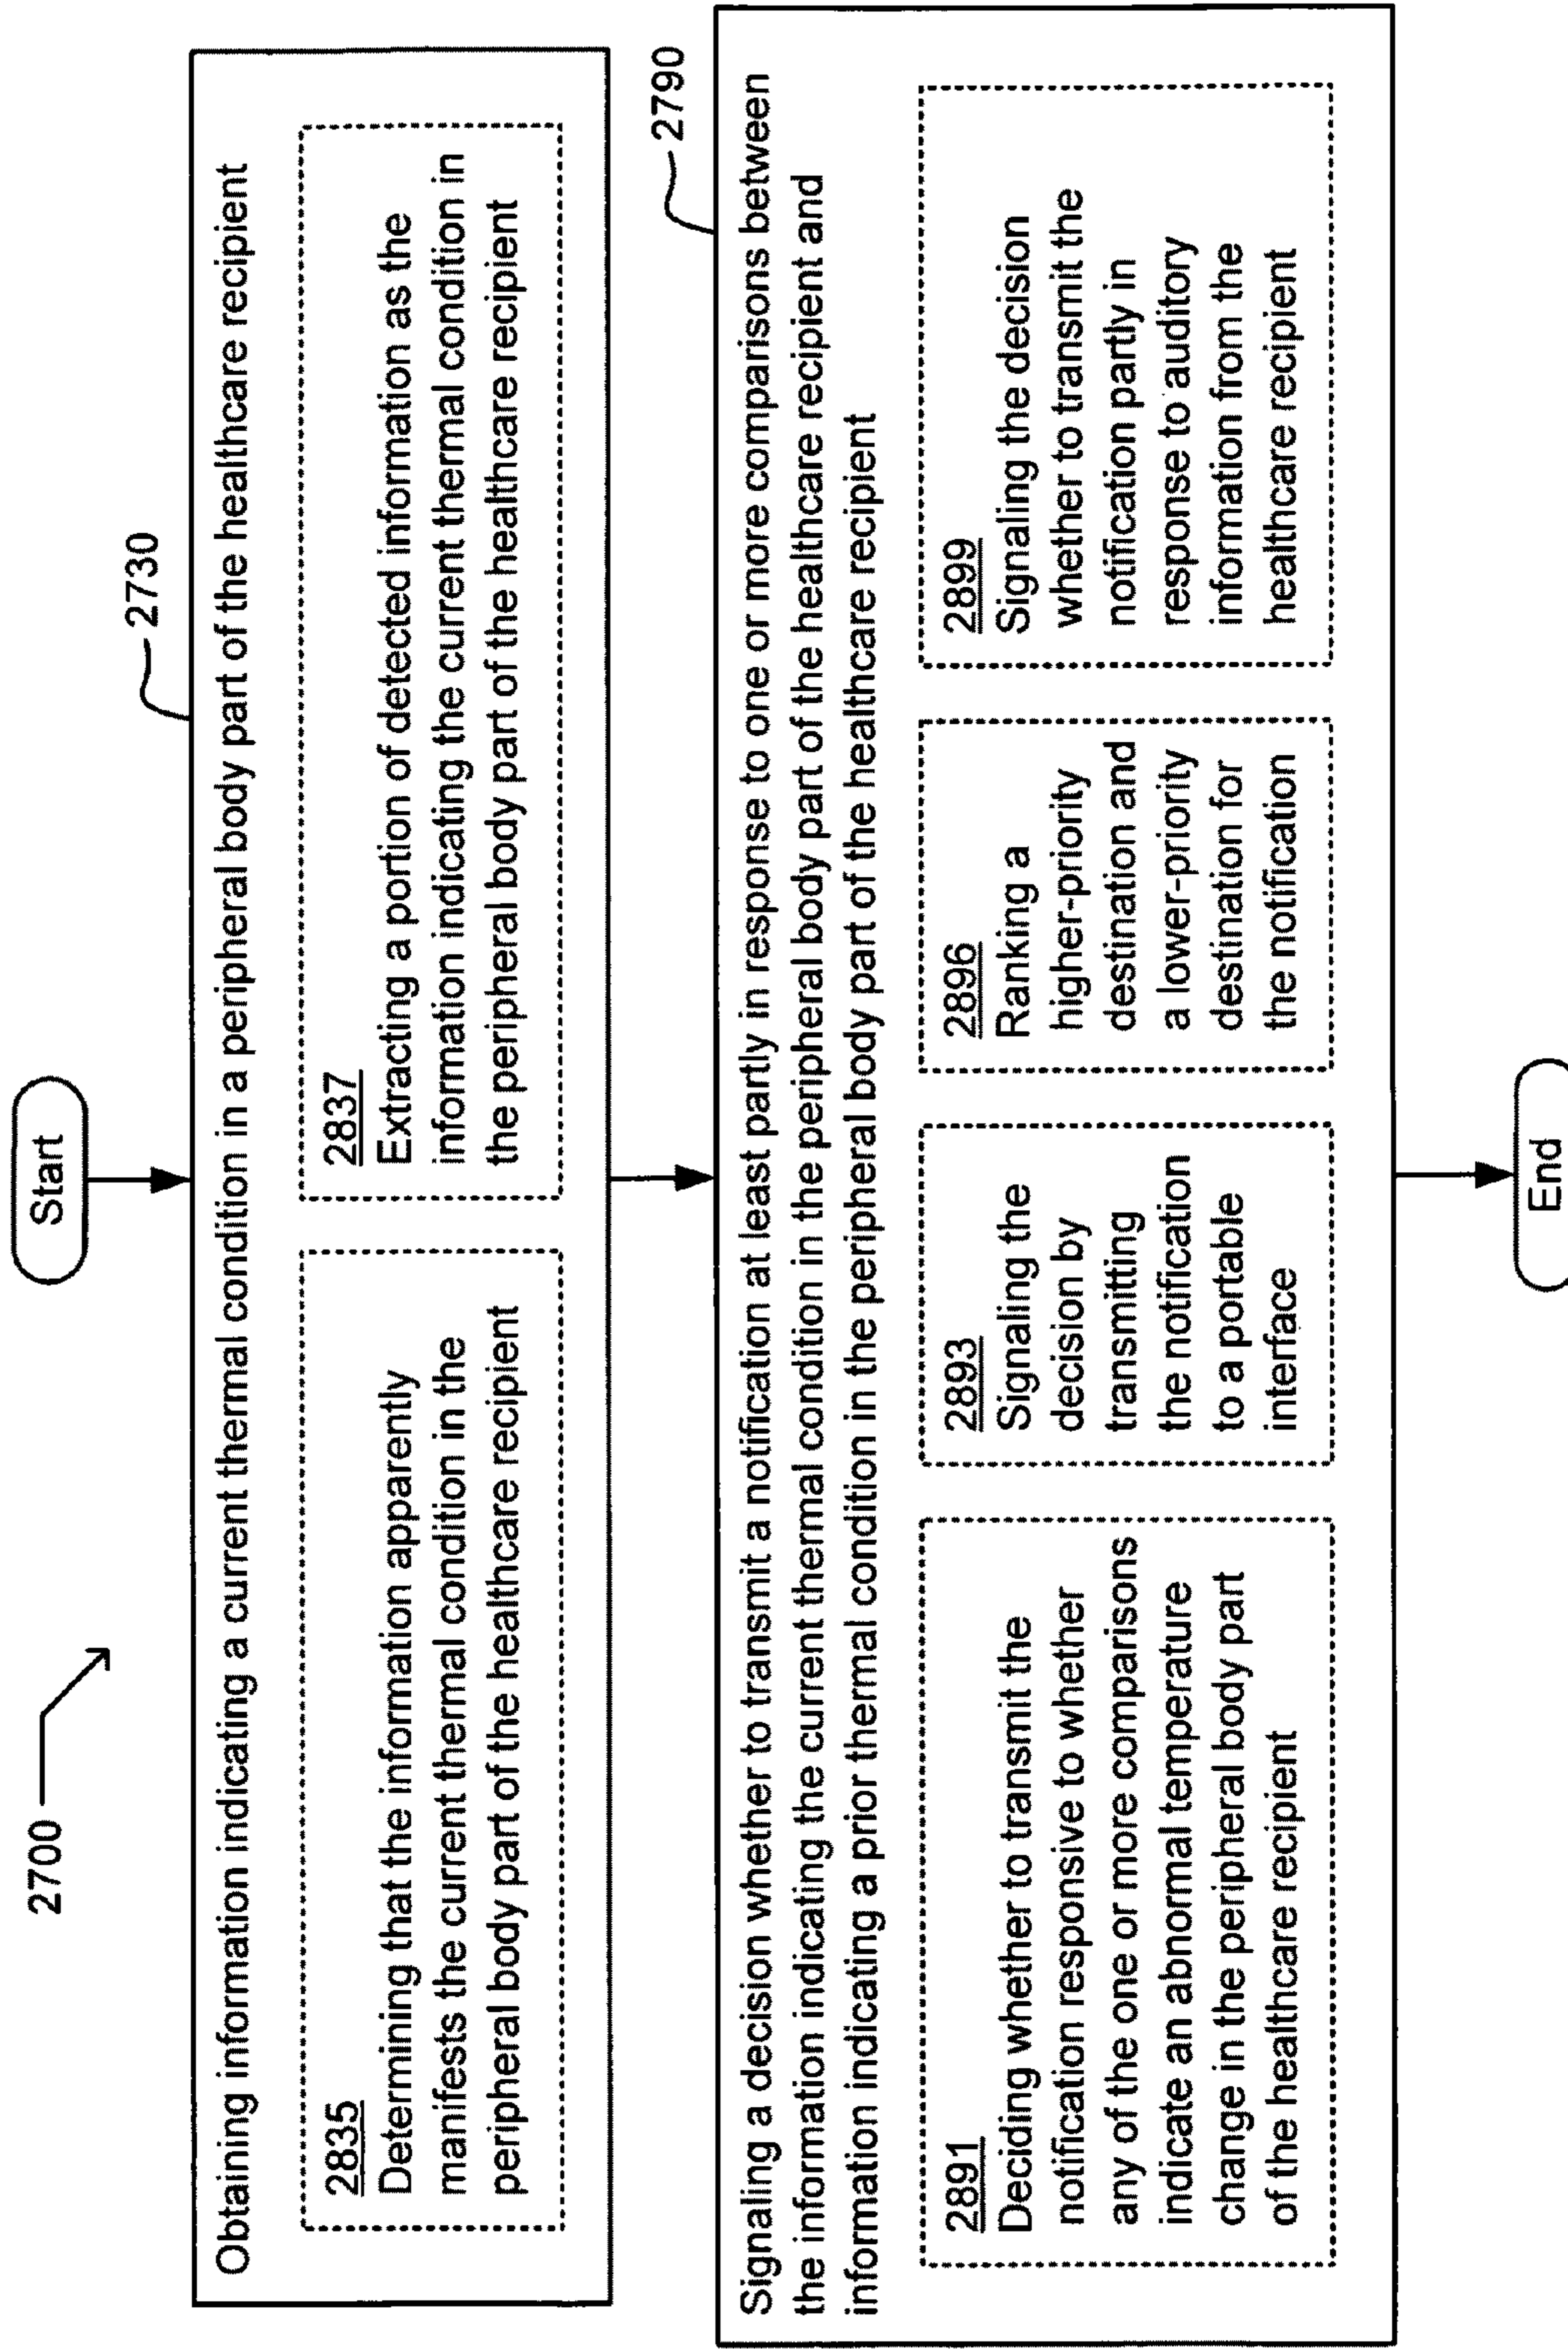 2700
Start
2730
Obtaining information indicating a current thermal condition in a peripheral body part of the healthcare recipient
2835
Determining that the information apparently
manifests the current thermal condition in the
peripheral body part of the healthcare recipient
2837
Extracting a portion of detected information as the
information indicating the current thermal condition in
the peripheral body part of the healthcare recipient
2790
Signaling a decision whether to transmit a notification at least partly in response to one or more comparisons between
the information indicating the current thermal condition in the peripheral body part of the healthcare recipient and
information indicating a prior thermal condition in the peripheral body part of the healthcare recipient
2891
Deciding whether to transmit the
notification responsive to whether
any of the one or more comparisons
indicate an abnormal temperature
change in the peripheral body part
of the healthcare recipient
2893
Signaling the
decision by
transmitting
the notification
to a portable
interface
2896
Ranking a
higher-priority
destination and
a lower-priority
destination for
the notification
2899
Signaling the decision
whether to transmit the
notification partly in
response to auditory
information from the
healthcare recipient
End